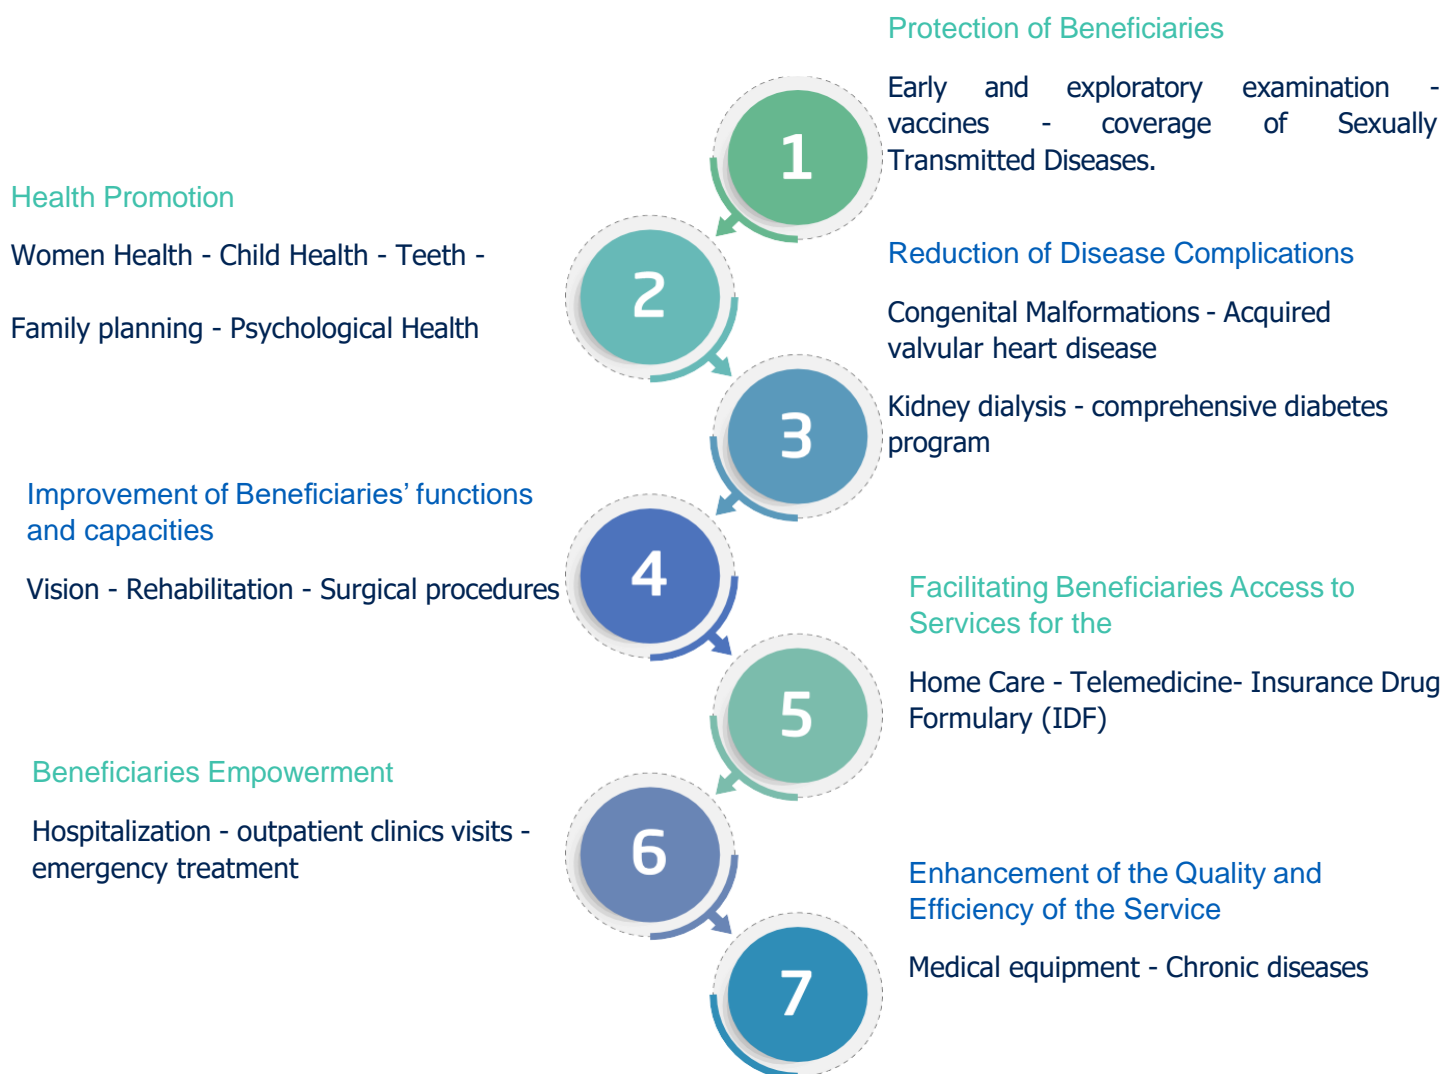 Protection of Beneficiaries
Early and exploratory examination -
vaccines - coverage of Sexually
Transmitted Diseases.
1
Health Promotion
Women Health - Child Health - Teeth -
Family planning - Psychological Health
2
Reduction of Disease Complications
Congenital Malformations - Acquired
valvular heart disease
Kidney dialysis - comprehensive diabetes
program
3
Improvement of Beneficiaries’ functions
and capacities
Vision - Rehabilitation - Surgical procedures
4
Facilitating Beneficiaries Access to
Services for the
Home Care - Telemedicine- Insurance Drug
Formulary (IDF)
5
Beneficiaries Empowerment
Hospitalization - outpatient clinics visits -
emergency treatment
6
Enhancement of the Quality and
Efficiency of the Service
Medical equipment - Chronic diseases
7